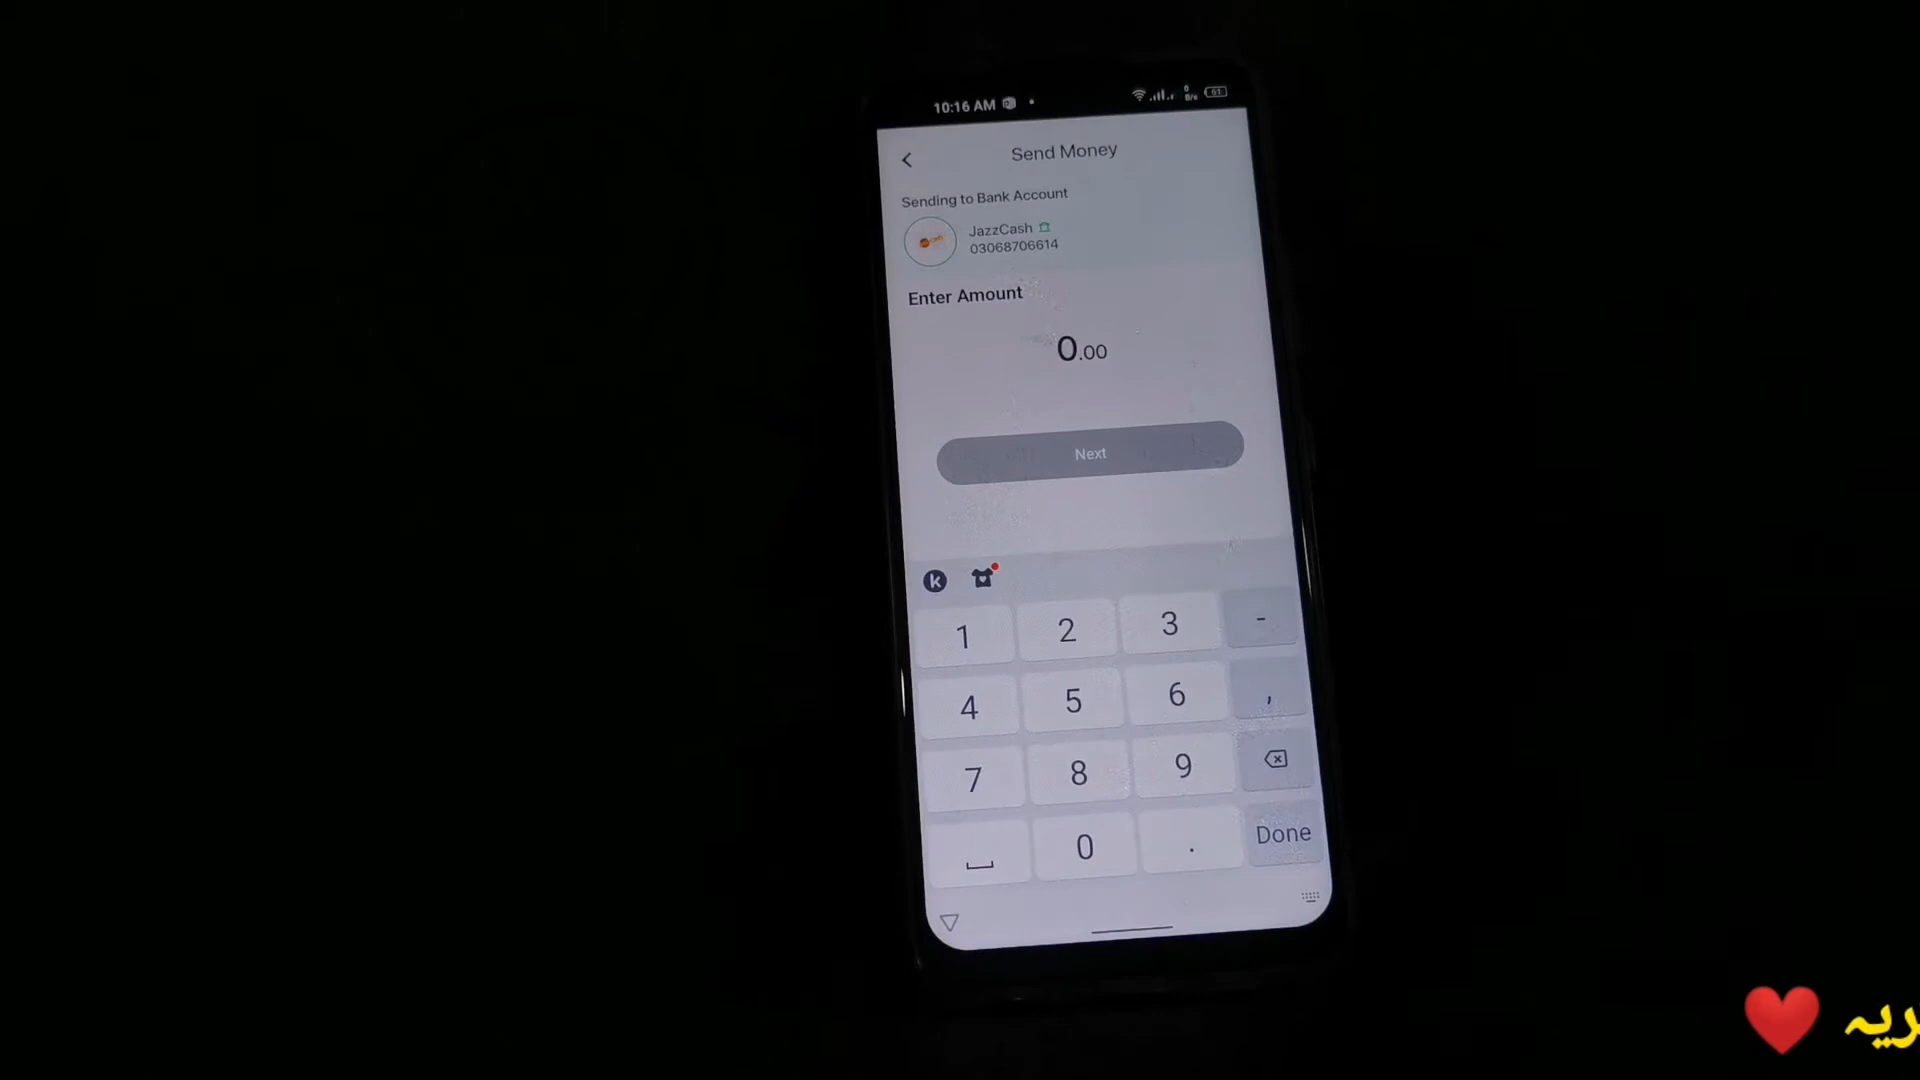 10:16 AM
61
Send Money
Sending to Bank Account
JazzCash
03068706614
Enter Amount
0.00
Next
k
1 2 3 -
4 5 6 ,
7 8 9
0 . Done